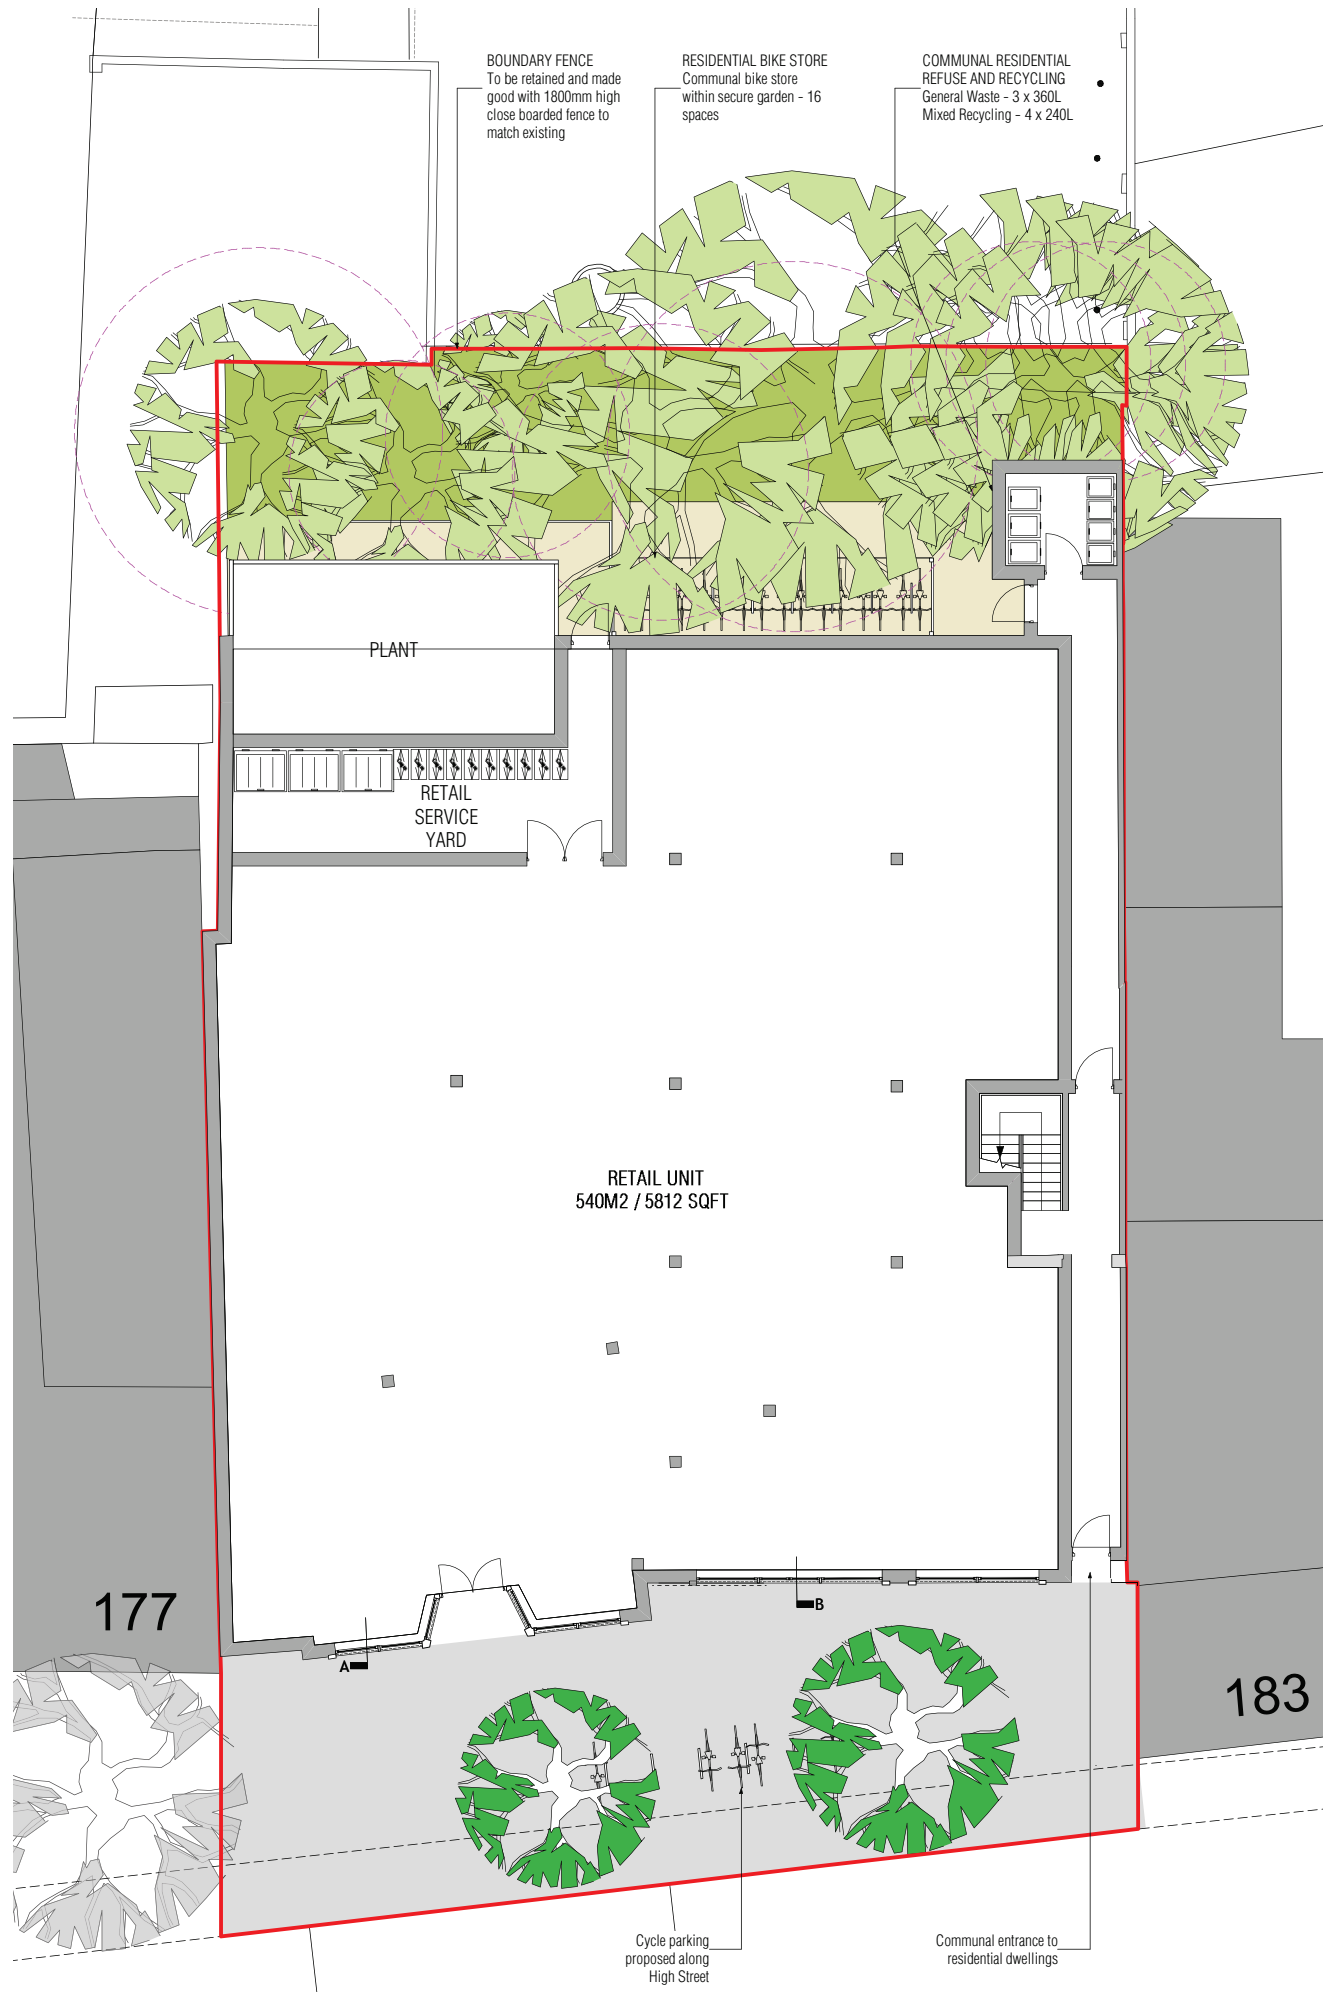 BOUNDARY FENCE
To be retained and made
good with 1800mm high
close boarded fence to
match existing
RESIDENTIAL BIKE STORE
Communal bike store
within secure garden - 16
spaces
COMMUNAL RESIDENTIAL
REFUSE AND RECYCLING
General Waste - 3 x 360L
Mixed Recycling - 4 x 240L
PLANT
RETAIL
SERVICE
YARD
RETAIL UNIT
540M2 / 5812 SQFT
177
A
B
183
Cycle parking
proposed along
High Street
Communal entrance to
residential dwellings